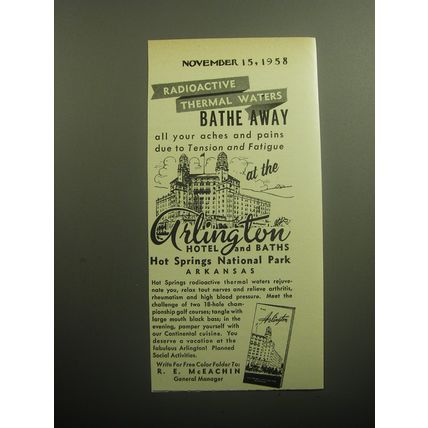 NOVEMBER 15, 1958
RADIOACTIVE
THERMAL WATERS
BATHE AWAY
all your aches and pains
due to Tension and Fatigue
at the
Arlington
HOTEL and BATHS
Hot Springs National Park
ARKANSAS
Hot Springs radioactive thermal waters rejuve-
nate you, relax taut nerves and relieve arthritis,
rheumatism and high blood pressure. Meet the
challenge of two 18-hole cham-
pionship golf courses; tangle with
large mouth black bass; in the
evening, pamper yourself with
our Continental cuisine. You
deserve a vacation at the
fabulous Arlington! Planned
Social Activities.
Write For Free Color Folder To:
R. E. McEACHIN
General Manager
the
Arlington